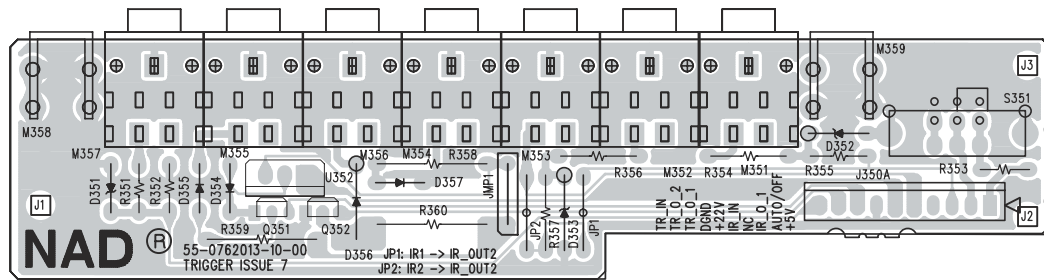 M359
J3
S351
M358
M357
M355
M356
M354
R358
M353
R356
M352
R354
M351
D352
R355
J350A
R353
D351
R351
R352
D355
D354
U352
D357
JMP1
J1
R360
JP2
R357
D353
JP1
TR_IN
TR_O_2
TR_O_1
DGND
+22V
IR_IN
NC
IR_O_1
AUTO/OFF
+5V
J2
NAD ®
R359
Q351
Q352
55-0762013-10-00
TRIGGER ISSUE 7
D356
JP1: IR1 -> IR_OUT2
JP2: IR2 -> IR_OUT2